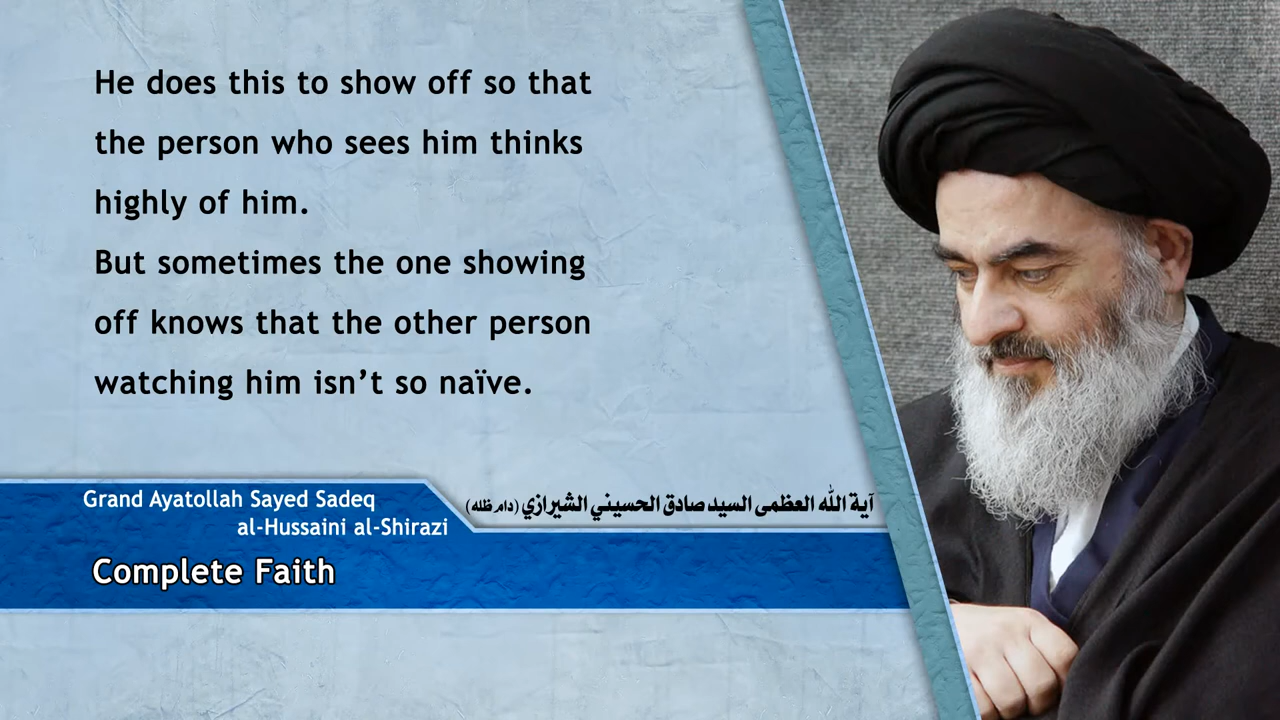 He does this to show off so that
the person who sees him thinks
highly of him.
But sometimes the one showing
off knows that the other person
watching him isn’t so naïve.
Grand Ayatollah Sayed Sadeq
al-Hussaini al-Shirazi
آية الله العظمى السيد صادق الحسيني الشيرازي (دام ظله)
Complete Faith